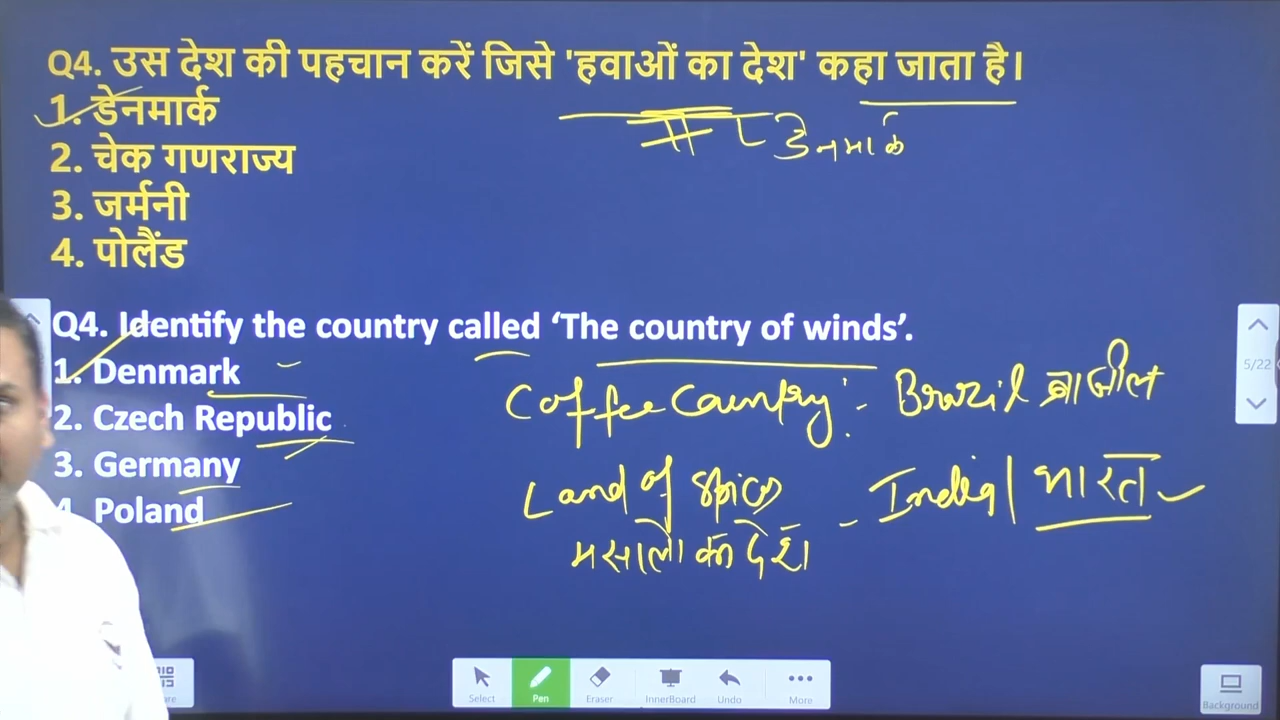 Q4. उस देश की पहचान करें जिसे 'हवाओं का देश' कहा जाता है।
1. डेनमार्क
डेनमार्क
2. चेक गणराज्य
3. जर्मनी
4. पोलैंड
Q4. Identify the country called ‘The country of winds’.
1. Denmark
2. Czech Republic
3. Germany
4. Poland
Coffee Country :- Brazil ब्राजील
Land of spices - India/ भारत
मसालो का देश
5/22
Select
Pen
Eraser
InnerBoard
Undo
More
Background